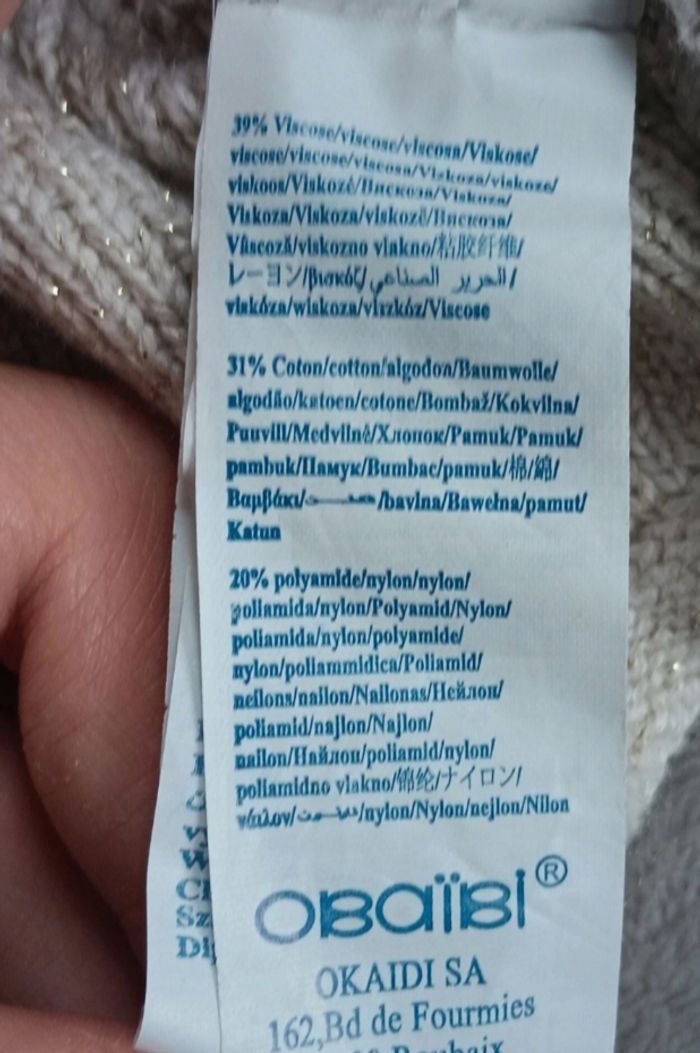 39% Viscose/viscose/viscosa/Viskose/
viscose/viscose/viscosa/Viskoza/viskoze/
viskoos/Viskozė/Вискоза/Viskoza/
Viskoza/Viskoza/viskozë/Вискоза/
Vâscoză/viskozno vlakno/粘胶纤维/
レーヨン/βισκόζ/الحرير الصناعي/
viskóza/wiskoza/viszkóz/Viscose
31% Coton/cotton/algodon/Baumwolle/
algodão/katoen/cotone/Bombaž/Kokvilna/
Puuvill/Medvilnė/Хлопок/Pamuk/Pamuk/
pambuk/Памук/Bumbac/pamuk/棉/綿/
Βαμβάκι/ /bavlna/Bawełna/pamut/
Katun
20% polyamide/nylon/nylon/
poliamida/nylon/Polyamid/Nylon/
poliamida/nylon/polyamide/
nylon/poliammidica/Poliamid/
neilons/nailon/Nailonas/Нейлон/
poliamid/najlon/Najlon/
nailon/Найлон/poliamid/nylon/
poliamidno vlakno/锦纶/ナイロン/
νάιλον/ /nylon/Nylon/nejlon/Nilon
OBaïBi®
OKAIDI SA
162,Bd de Fourmies
Roubaix